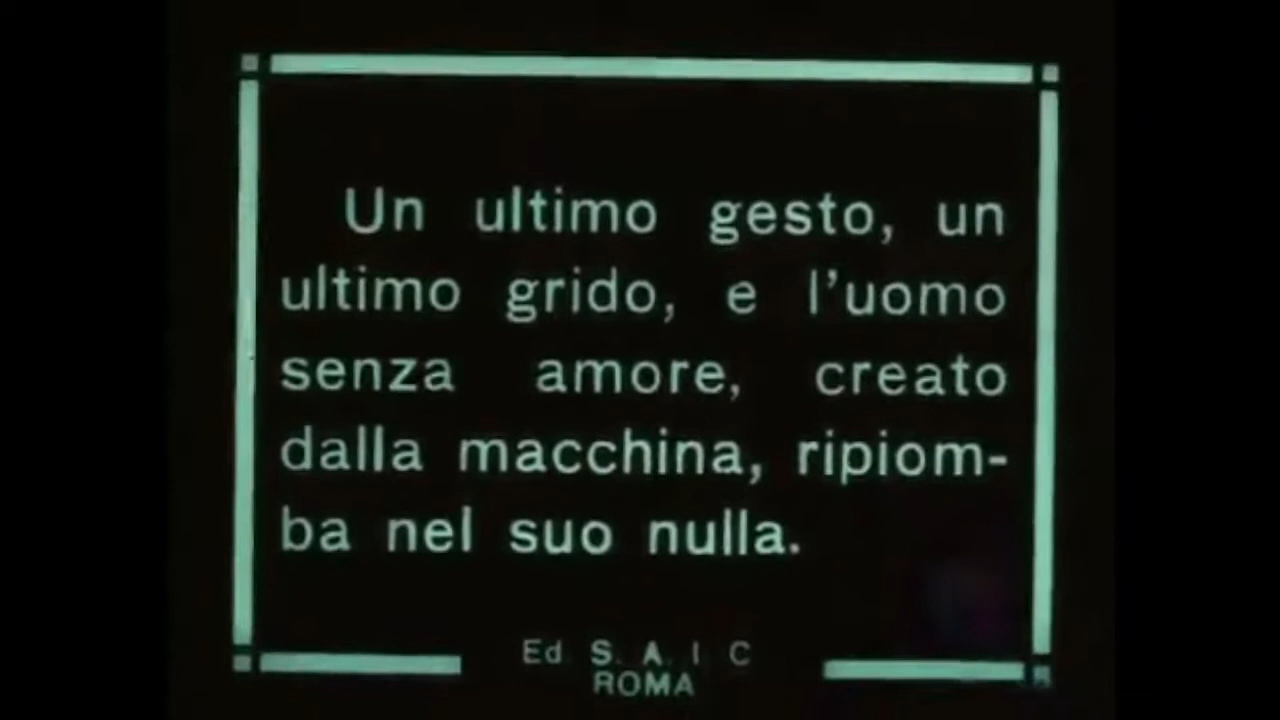 Un ultimo gesto, un
ultimo grido, e l'uomo
senza amore, creato
dalla macchina, ripiom-
ba nel suo nulla.
Ed. S. A. I C
ROMA